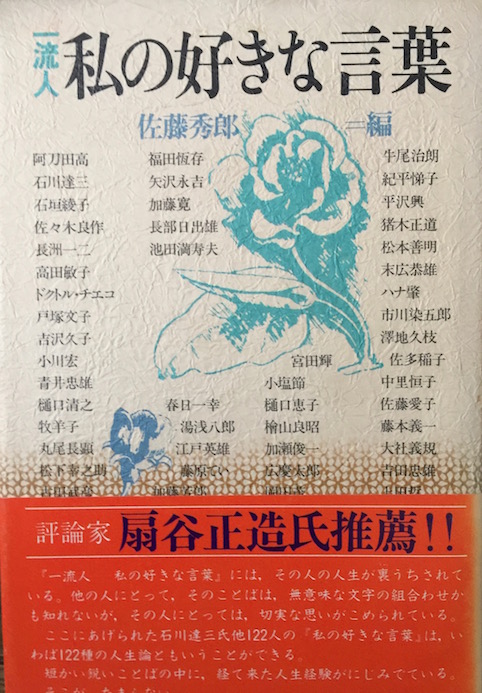 一流人 私の好きな言葉
佐藤秀郎=編
阿刀田高 福田恆存 牛尾治朗
石川達三 矢沢永吉 紀平悌子
石垣綾子 加藤寛 平沢興
佐々木良作 長部日出雄 猪木正道
長洲一二 池田満寿夫 松本善明
高田敏子 末広恭雄
ドクトル・チエコ ハナ肇
戸塚文子 市川染五郎
吉沢久子 澤地久枝
小川宏 宮田輝 佐多稲子
青井忠雄 小塩節 中里恒子
樋口清之 春日一幸 樋口恵子 佐藤愛子
牧羊子 湯浅八郎 檜山良昭 藤本義一
丸尾長顕 江戸英雄 加瀬俊一 大社義規
松下幸之助 藤原てい 広慶太郎 吉田忠雄
評論家 扇谷正造氏推薦!!
『一流人 私の好きな言葉』には、その人の人生が裏うちされて
いる。他の人にとって、そのことばは、無意味な文字の組合わせか
も知れないが、その人にとっては、切実な思いがこめられている。
ここにあげられた石川達三氏他122人の『私の好きな言葉』は、い
わば122種の人生論ともいうことができる。
短かい鋭いことばの中に、経て来た人生経験がにじみでている。